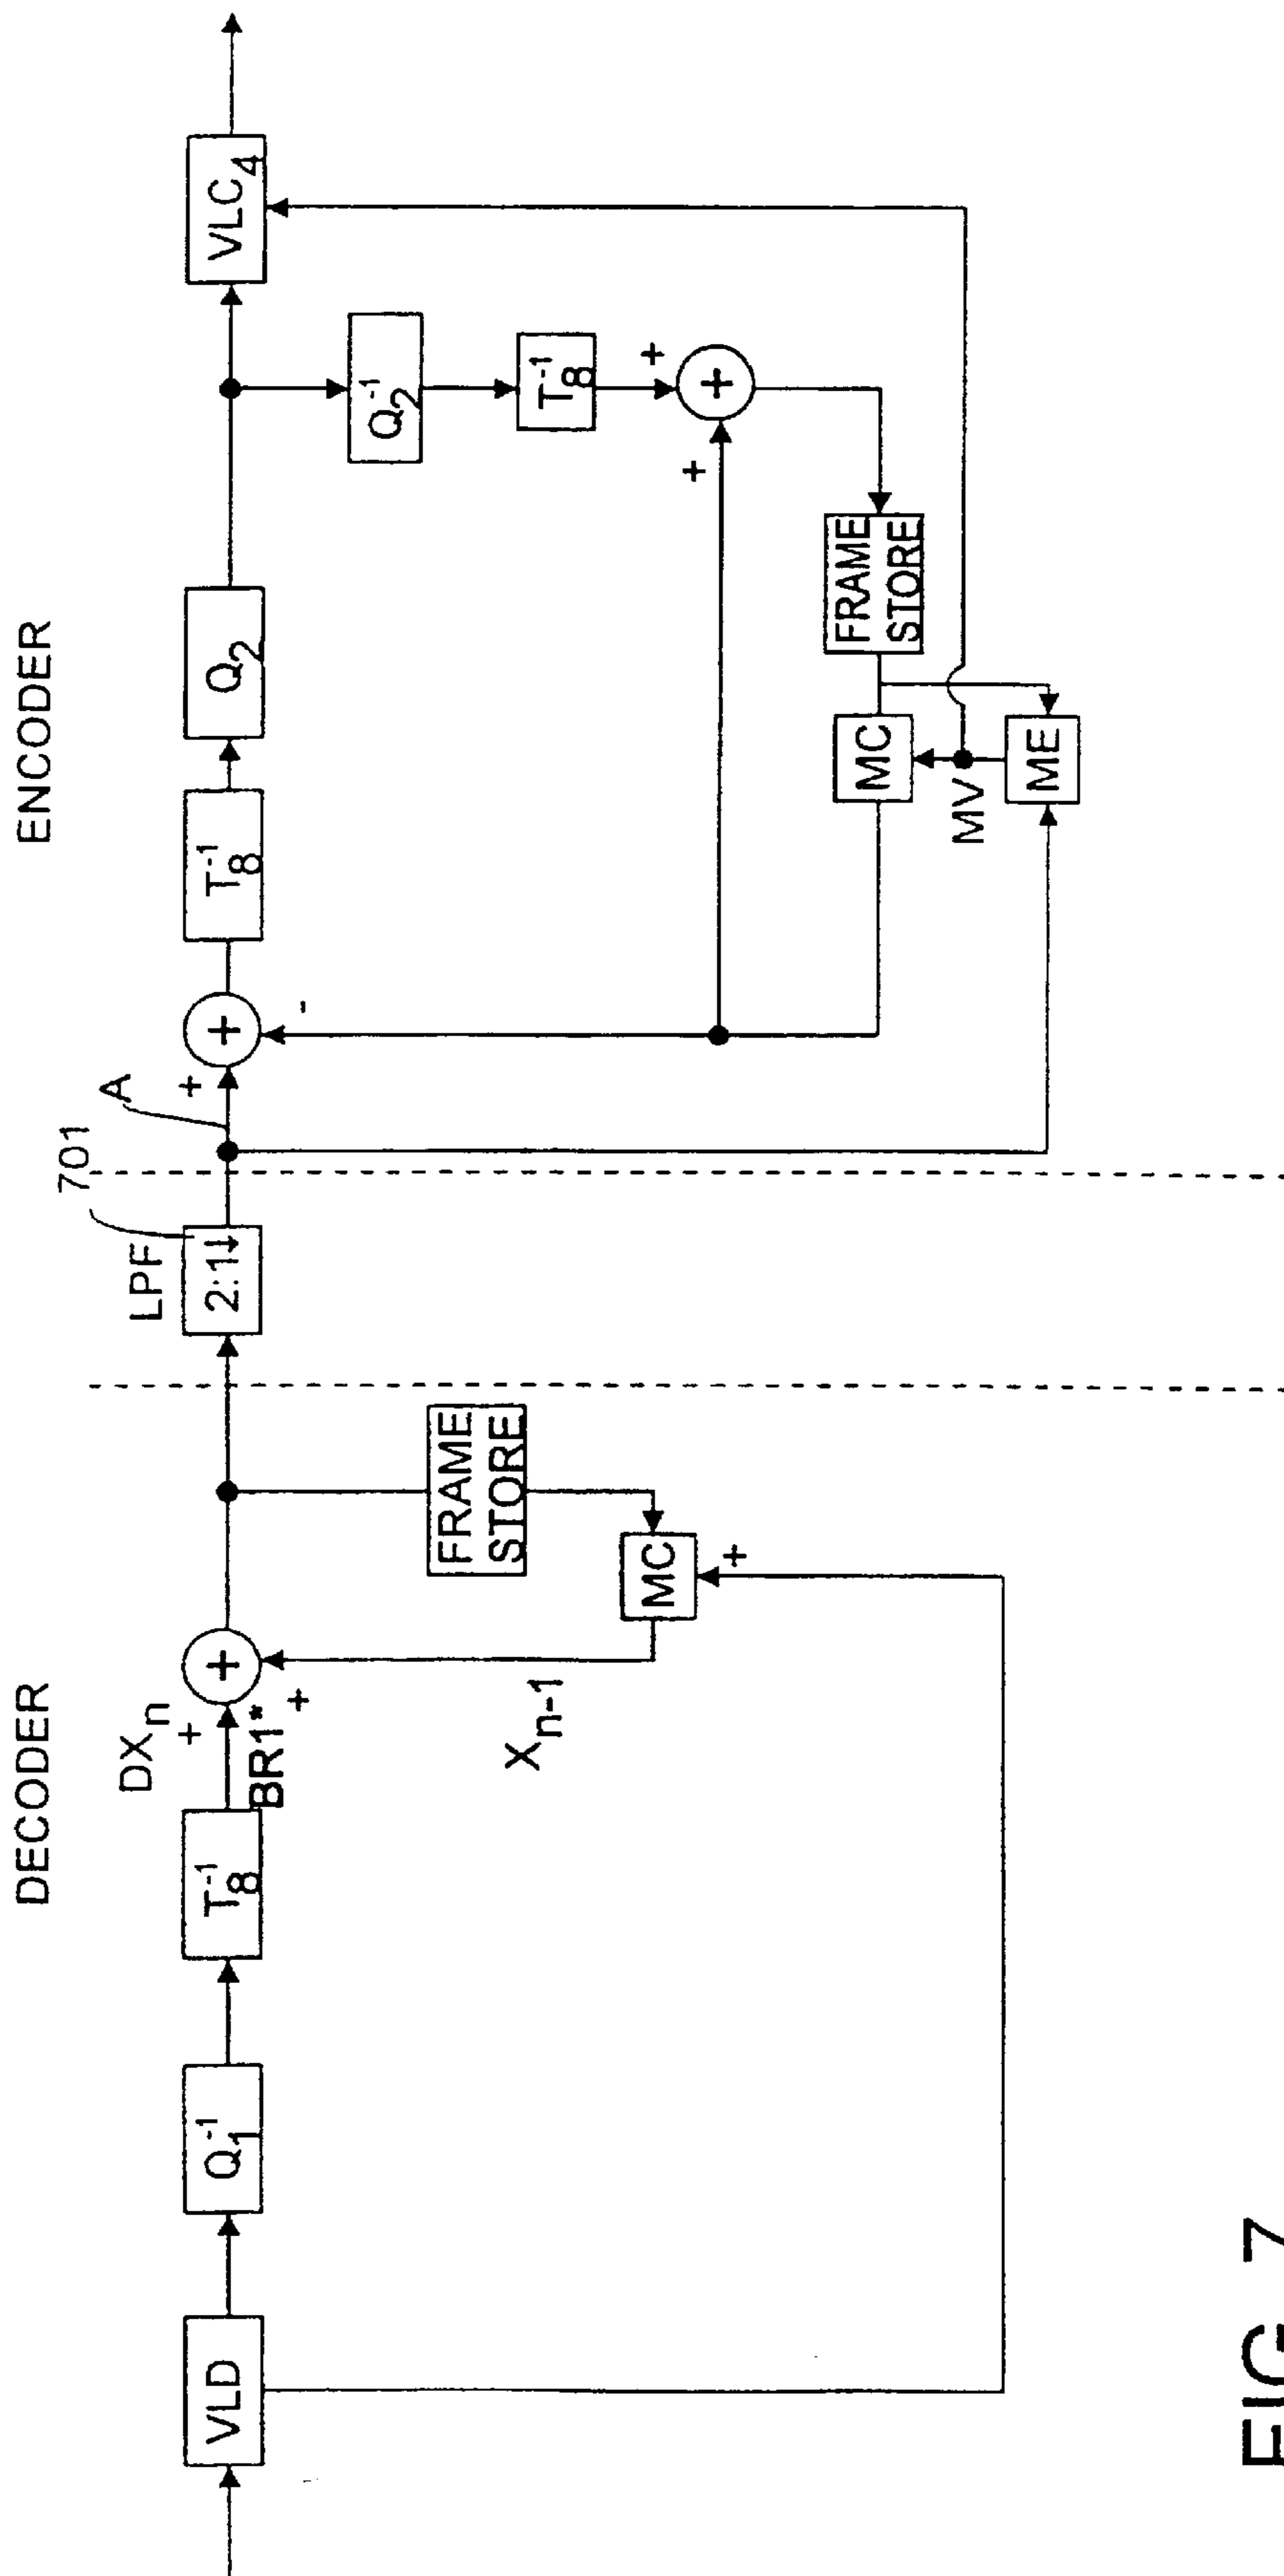 DECODER
ENCODER
VLD
Q₁⁻¹
T₈⁻¹
DXₙ
+
BR1*
+
+
Xₙ₋₁
FRAME
STORE
MC
+
LPF
2:1↓
701
A
+
+
-
T₈⁻¹
Q₂
VLC₄
Q₂⁻¹
T₈⁻¹
+
+
+
FRAME
STORE
MC
MV
ME
FIG. 7